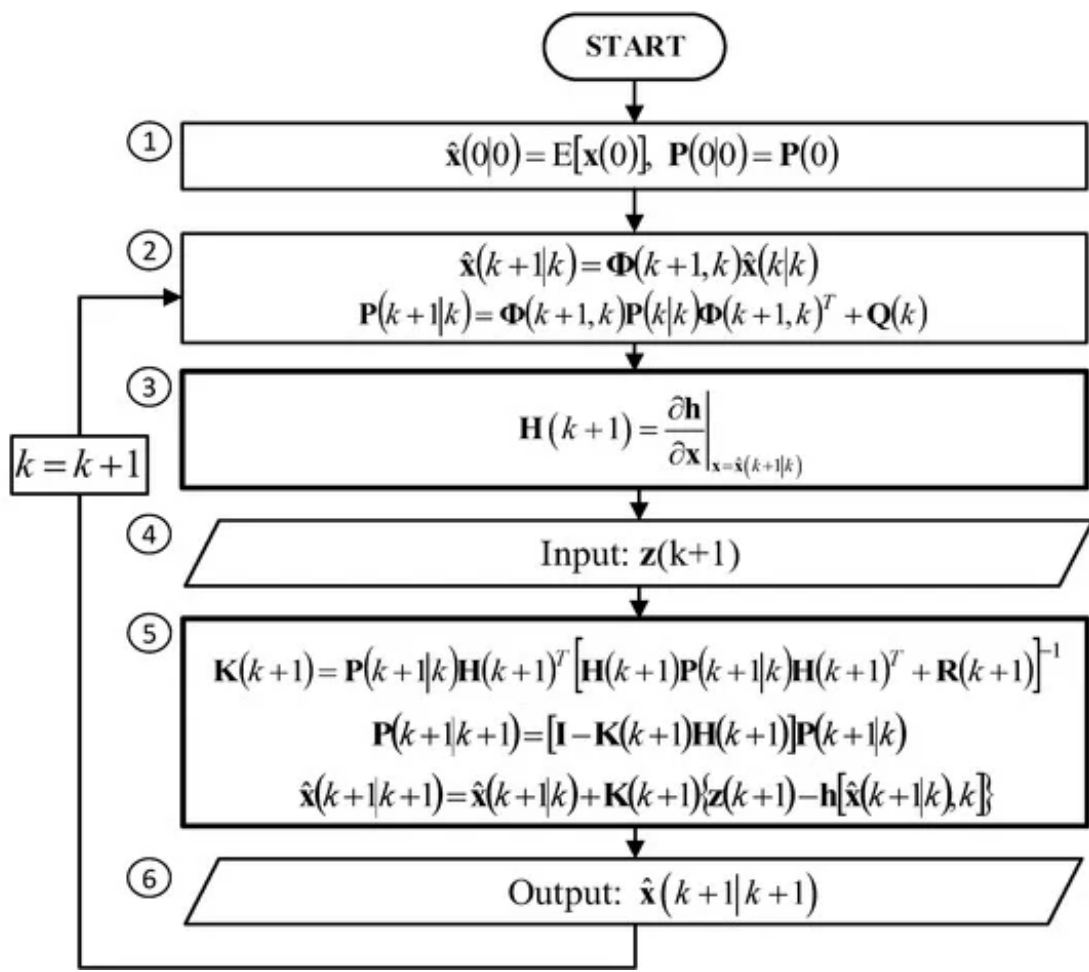 START
①
x̂(0|0) = E[x(0)], P(0|0) = P(0)
②
x̂(k+1|k) = Φ(k+1,k)x̂(k|k)
P(k+1|k) = Φ(k+1,k)P(k|k)Φ(k+1,k)ᵀ + Q(k)
③
H(k+1) = ∂h/∂x|ₓ₌x̂(k+1|k)
k = k+1
④
Input: z(k+1)
⑤
K(k+1) = P(k+1|k)H(k+1)ᵀ[H(k+1)P(k+1|k)H(k+1)ᵀ + R(k+1)]⁻¹
P(k+1|k+1) = [I−K(k+1)H(k+1)]P(k+1|k)
x̂(k+1|k+1) = x̂(k+1|k)+K(k+1){z(k+1)−h[x̂(k+1|k),k]}
⑥
Output: x̂(k+1|k+1)